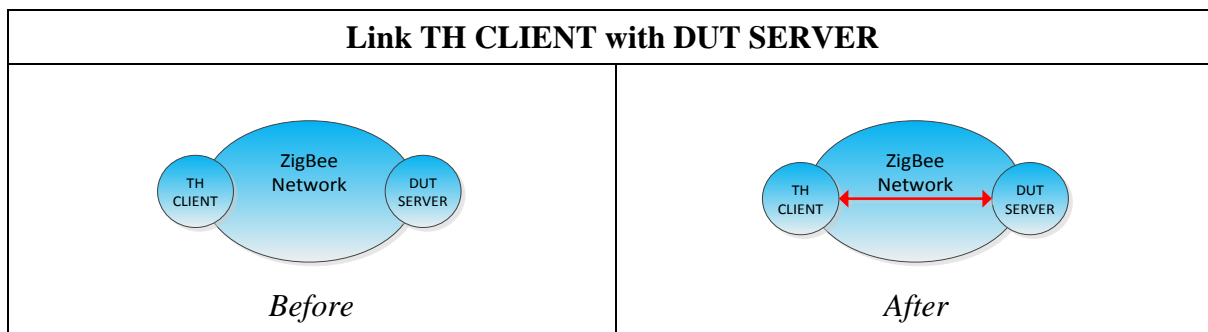 Link TH CLIENT with DUT SERVER
ZigBee
Network
TH
CLIENT
DUT
SERVER
Before
ZigBee
Network
TH
CLIENT
DUT
SERVER
After